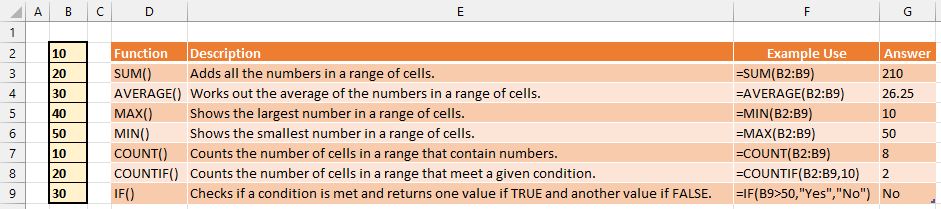 A B C D E F G
1
2 10 Function Description Example Use Answer
3 20 SUM() Adds all the numbers in a range of cells. =SUM(B2:B9) 210
4 30 AVERAGE() Works out the average of the numbers in a range of cells. =AVERAGE(B2:B9) 26.25
5 40 MAX() Shows the largest number in a range of cells. =MIN(B2:B9) 10
6 50 MIN() Shows the smallest number in a range of cells. =MAX(B2:B9) 50
7 10 COUNT() Counts the number of cells in a range that contain numbers. =COUNT(B2:B9) 8
8 20 COUNTIF() Counts the number of cells in a range that meet a given condition. =COUNTIF(B2:B9,10) 2
9 30 IF() Checks if a condition is met and returns one value if TRUE and another value if FALSE. =IF(B9>50,"Yes","No") No